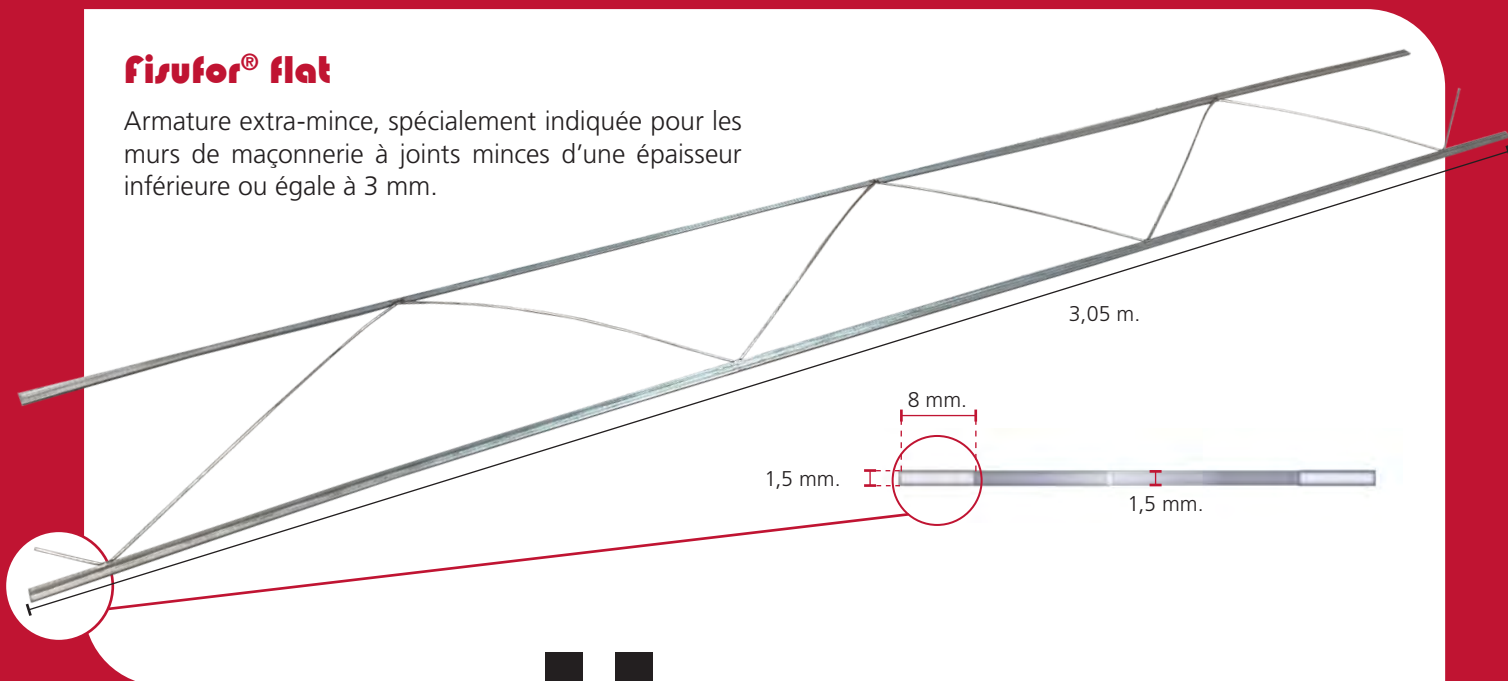 Fisufor® flat
Armature extra-mince, spécialement indiquée pour les
murs de maçonnerie à joints minces d’une épaisseur
inférieure ou égale à 3 mm.
3,05 m.
8 mm.
1,5 mm.
1,5 mm.